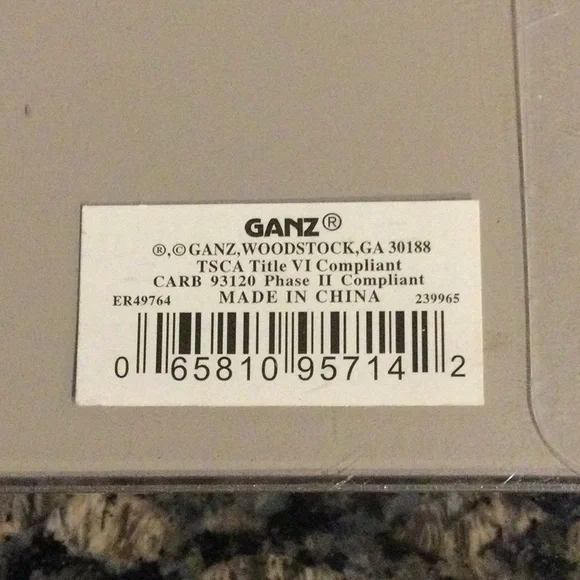 GANZ®
®,©GANZ,WOODSTOCK,GA 30188
TSCA Title VI Compliant
CARB 93120 Phase II Compliant
ER49764 MADE IN CHINA 239965
0 65810 95714 2